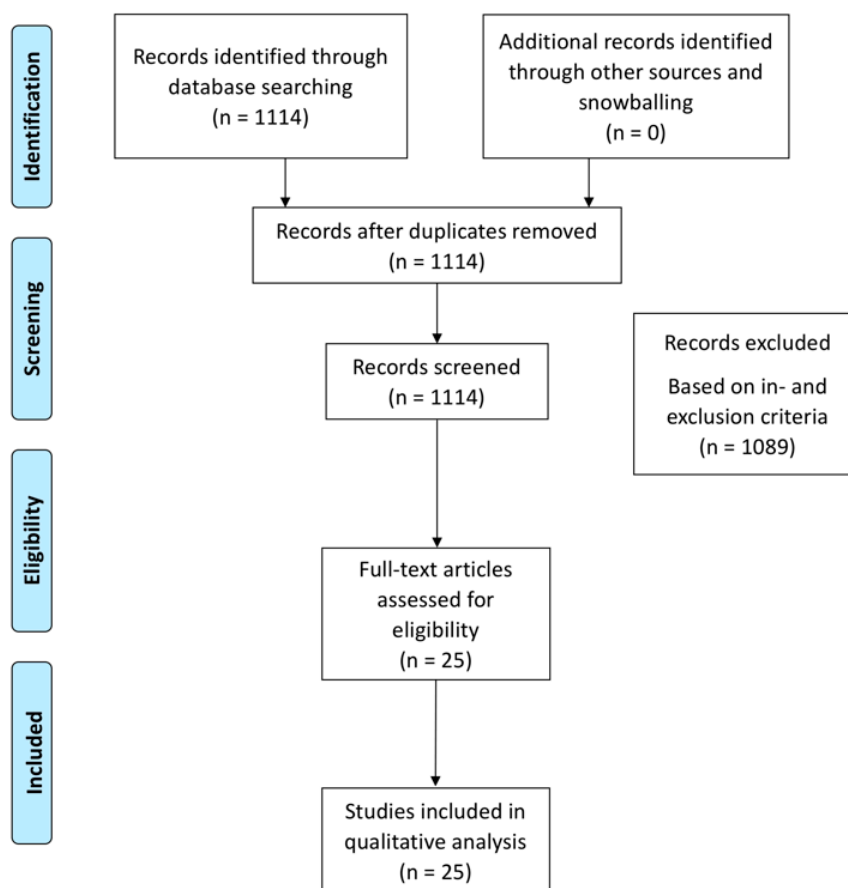 Identification
Records identified through
database searching
(n = 1114)
Additional records identified
through other sources and
snowballing
(n = 0)
Records after duplicates removed
(n = 1114)
Screening
Records screened
(n = 1114)
Records excluded
Based on in- and
exclusion criteria
(n = 1089)
Eligibility
Full-text articles
assessed for
eligibility
(n = 25)
Included
Studies included in
qualitative analysis
(n = 25)